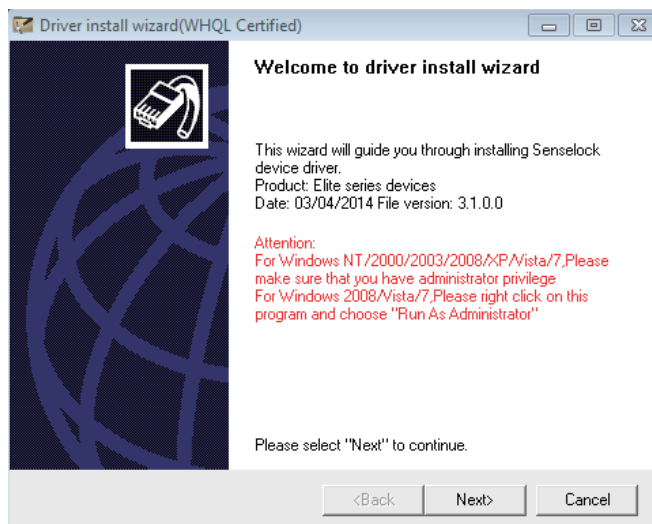 Driver install wizard(WHQL Certified)
Welcome to driver install wizard
This wizard will guide you through installing Senselock
device driver.
Product: Elite series devices
Date: 03/04/2014 File version: 3.1.0.0
Attention:
For Windows NT/2000/2003/2008/XP/Vista/7,Please
make sure that you have administrator privilege
For Windows 2008/Vista/7,Please right click on this
program and choose "Run As Administrator"
Please select "Next" to continue.
<Back Next> Cancel